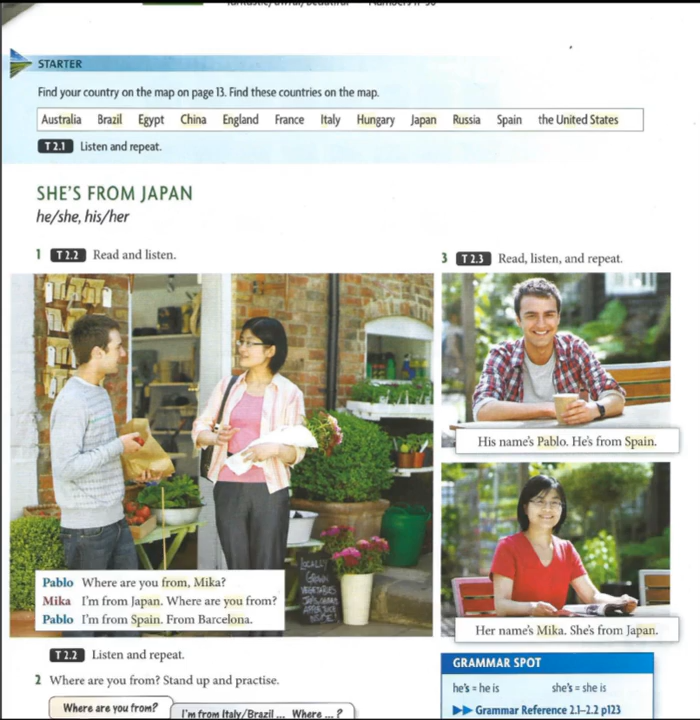 fantastic/awful/beautiful
STARTER
Find your country on the map on page 13. Find these countries on the map.
Australia Brazil Egypt China England France Italy Hungary Japan Russia Spain the United States
T 2.1 Listen and repeat.
SHE'S FROM JAPAN
he/she, his/her
1 T 2.2 Read and listen.
Pablo Where are you from, Mika?
Mika I'm from Japan. Where are you from?
Pablo I'm from Spain. From Barcelona.
LOCALLY
GROWN
VEGETABLES
T 2.2 Listen and repeat.
2 Where are you from? Stand up and practise.
Where are you from?
I'm from Italy/Brazil ... Where ... ?
3 T 2.3 Read, listen, and repeat.
His name's Pablo. He's from Spain.
Her name's Mika. She's from Japan.
GRAMMAR SPOT
he's = he is she's = she is
▶▶ Grammar Reference 2.1–2.2 p123